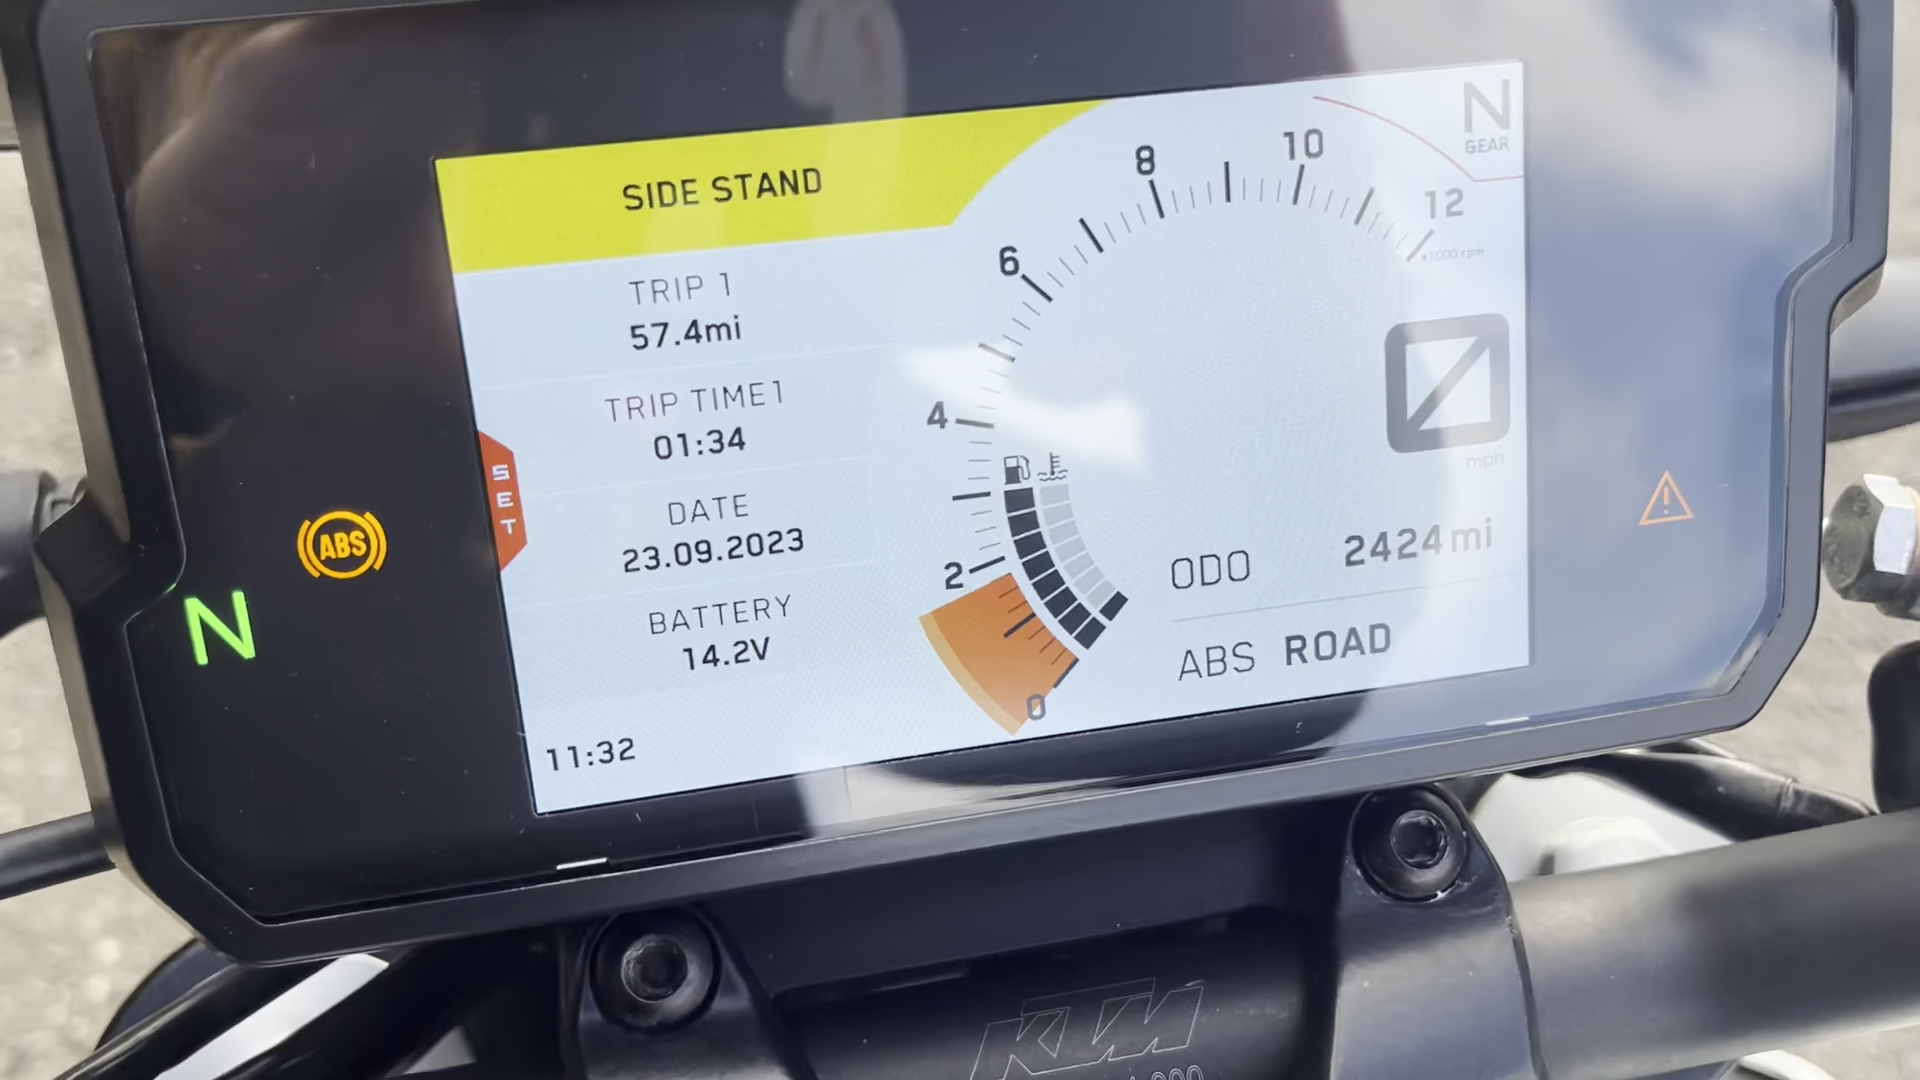 SIDE STAND
N
GEAR
TRIP 1
57.4mi
TRIP TIME1
01:34
DATE
23.09.2023
BATTERY
14.2V
11:32
SET
0
2
4
6
8
10
12
x1000 rpm
0
mph
ODO 2424mi
ABS ROAD
ABS
N
KTM